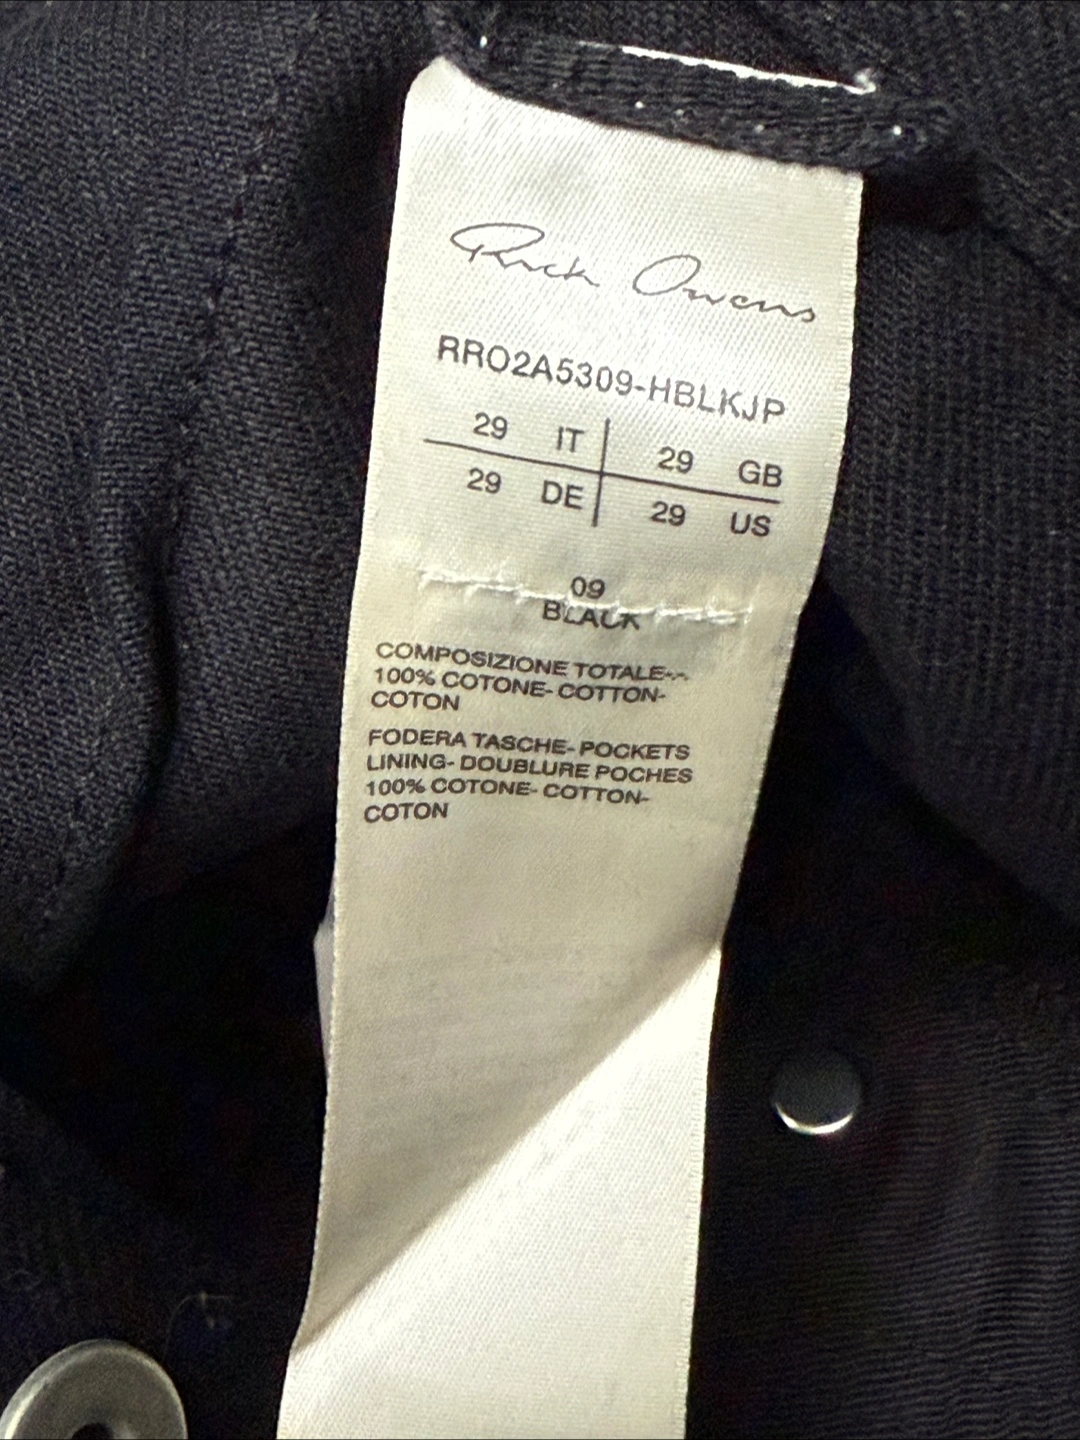 Rick Owens
RRO2A5309-HBLKJP
29 IT 29 GB
29 DE 29 US
09
BLACK
COMPOSIZIONE TOTALE--
100% COTONE- COTTON-
COTON
FODERA TASCHE- POCKETS
LINING- DOUBLURE POCHES
100% COTONE- COTTON-
COTON